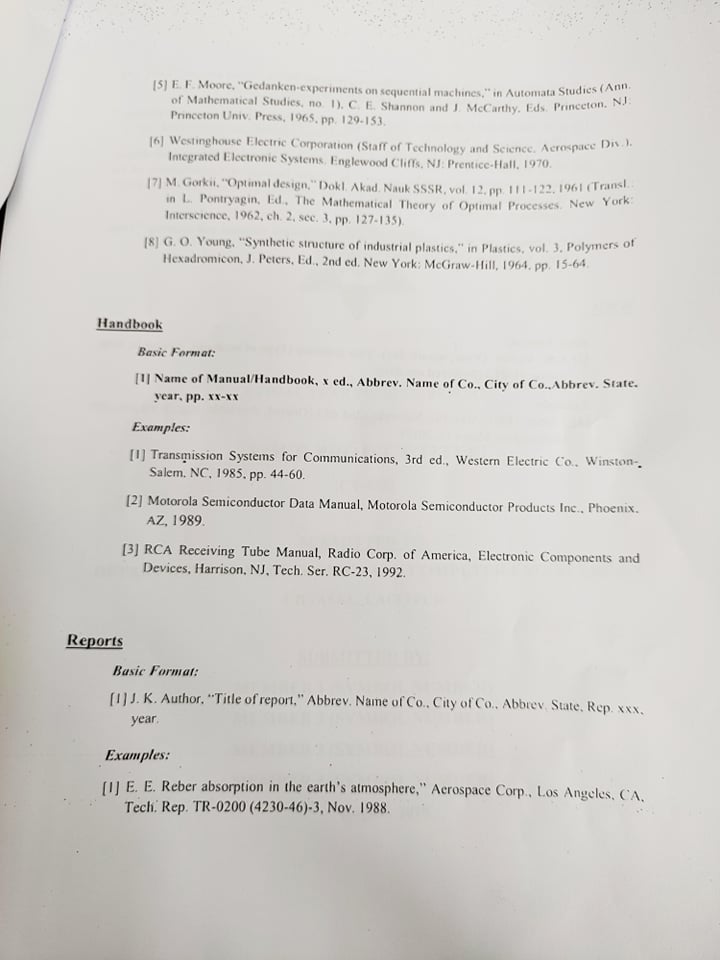 [5] E. F. Moore, "Gedanken-experiments on sequential machines," in Automata Studies (Ann.
of Mathematical Studies, no. 1), C. E. Shannon and J. McCarthy, Eds. Princeton, NJ:
Princeton Univ. Press, 1965, pp. 129-153.
[6] Westinghouse Electric Corporation (Staff of Technology and Science, Aerospace Div.),
Integrated Electronic Systems. Englewood Cliffs, NJ: Prentice-Hall, 1970.
[7] M. Gorkii, "Optimal design," Dokl. Akad. Nauk SSSR, vol. 12, pp. 111-122, 1961 (Transl.:
in L. Pontryagin, Ed., The Mathematical Theory of Optimal Processes. New York:
Interscience, 1962, ch. 2, sec. 3, pp. 127-135).
[8] G. O. Young, "Synthetic structure of industrial plastics," in Plastics, vol. 3, Polymers of
Hexadromicon, J. Peters, Ed., 2nd ed. New York: McGraw-Hill, 1964, pp. 15-64.
Handbook
Basic Format:
[1] Name of Manual/Handbook, x ed., Abbrev. Name of Co., City of Co.,Abbrev. State.
year, pp. xx-xx
Examples:
[1] Transmission Systems for Communications, 3rd ed., Western Electric Co., Winston-
Salem, NC, 1985, pp. 44-60.
[2] Motorola Semiconductor Data Manual, Motorola Semiconductor Products Inc., Phoenix.
AZ, 1989.
[3] RCA Receiving Tube Manual, Radio Corp. of America, Electronic Components and
Devices, Harrison, NJ, Tech. Ser. RC-23, 1992.
Reports
Basic Format:
[1] J. K. Author, "Title of report," Abbrev. Name of Co., City of Co., Abbrev. State, Rep. xxx,
year.
Examples:
[1] E. E. Reber absorption in the earth's atmosphere," Aerospace Corp., Los Angeles, CA,
Tech. Rep. TR-0200 (4230-46)-3, Nov. 1988.